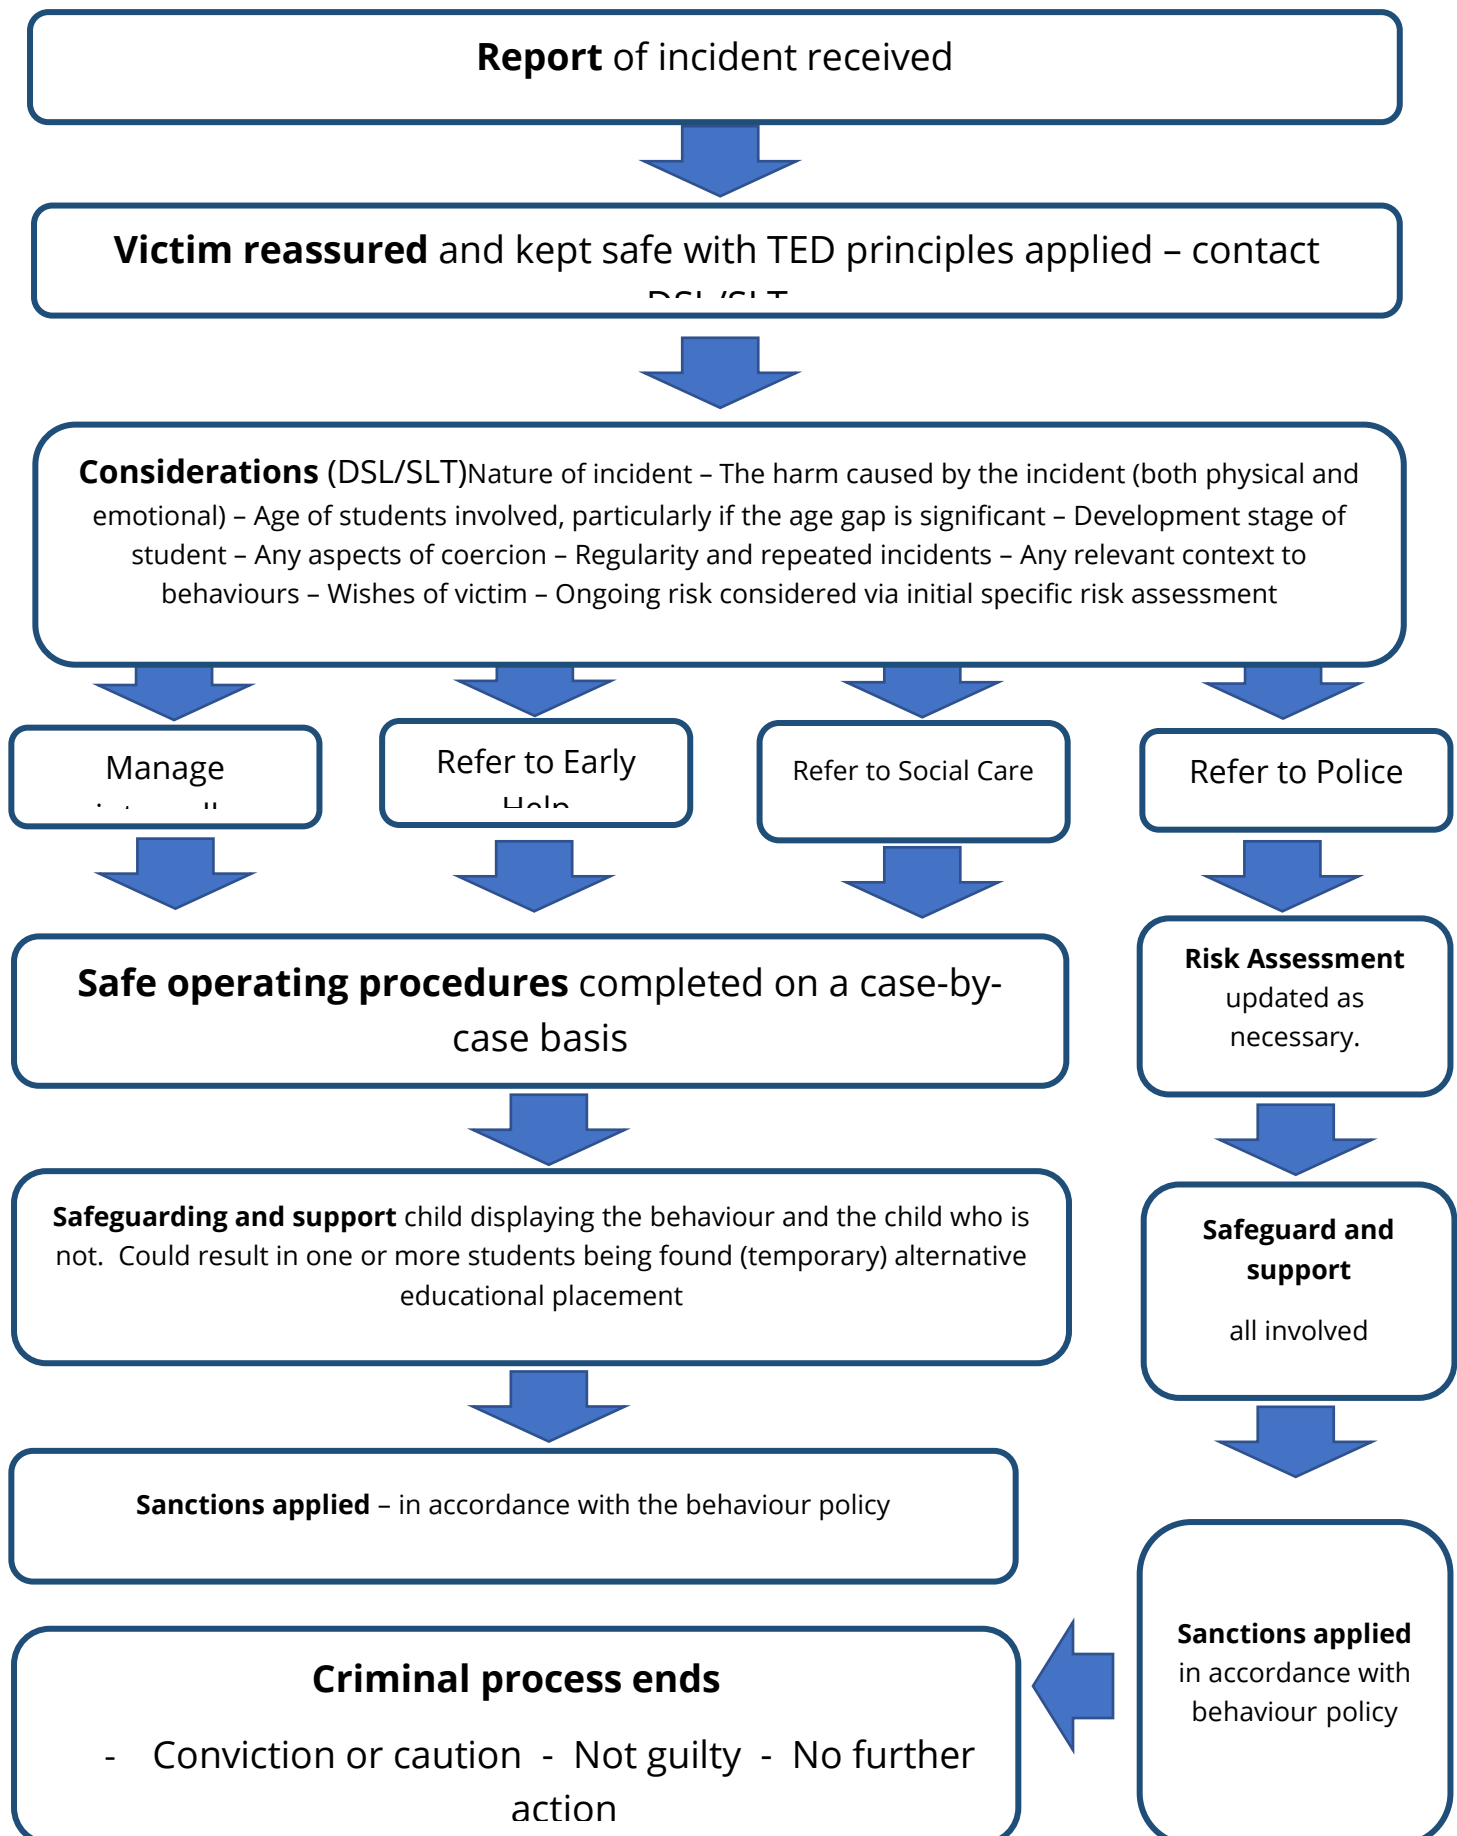 Report of incident received
Victim reassured and kept safe with TED principles applied – contact
DSL/SLT
Considerations (DSL/SLT)Nature of incident – The harm caused by the incident (both physical and
emotional) – Age of students involved, particularly if the age gap is significant – Development stage of
student – Any aspects of coercion – Regularity and repeated incidents – Any relevant context to
behaviours – Wishes of victim – Ongoing risk considered via initial specific risk assessment
Manage
Refer to Early
Help
Refer to Social Care
Refer to Police
Safe operating procedures completed on a case-by-
case basis
Risk Assessment
updated as
necessary.
Safeguarding and support child displaying the behaviour and the child who is
not.  Could result in one or more students being found (temporary) alternative
educational placement
Safeguard and
support
all involved
Sanctions applied – in accordance with the behaviour policy
Sanctions applied
in accordance with
behaviour policy
Criminal process ends
- Conviction or caution - Not guilty - No further
action